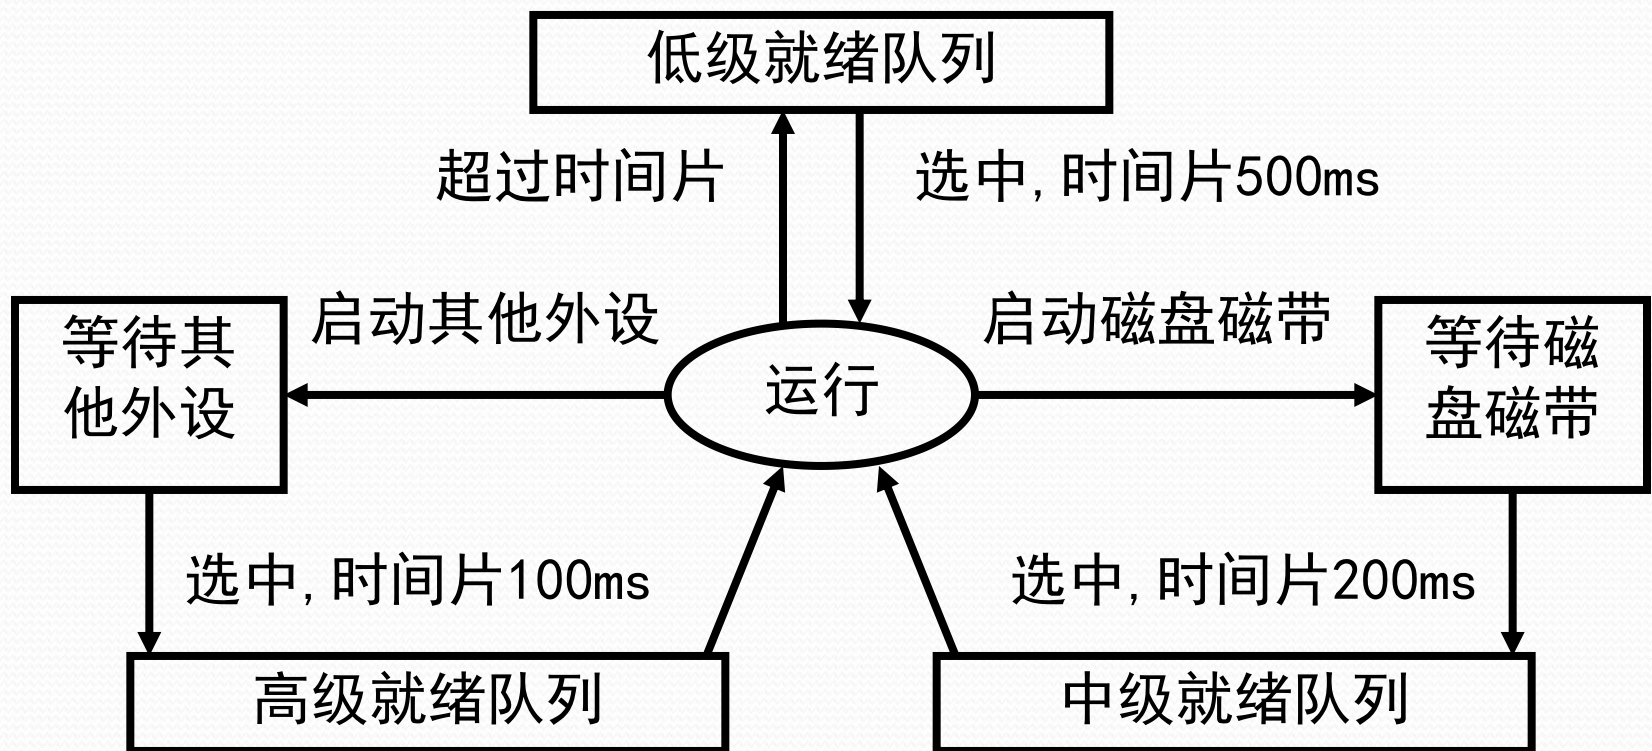 低级就绪队列
超过时间片
选中,时间片500ms
启动其他外设
启动磁盘磁带
等待其
他外设
运行
等待磁
盘磁带
选中,时间片100ms
选中,时间片200ms
高级就绪队列
中级就绪队列